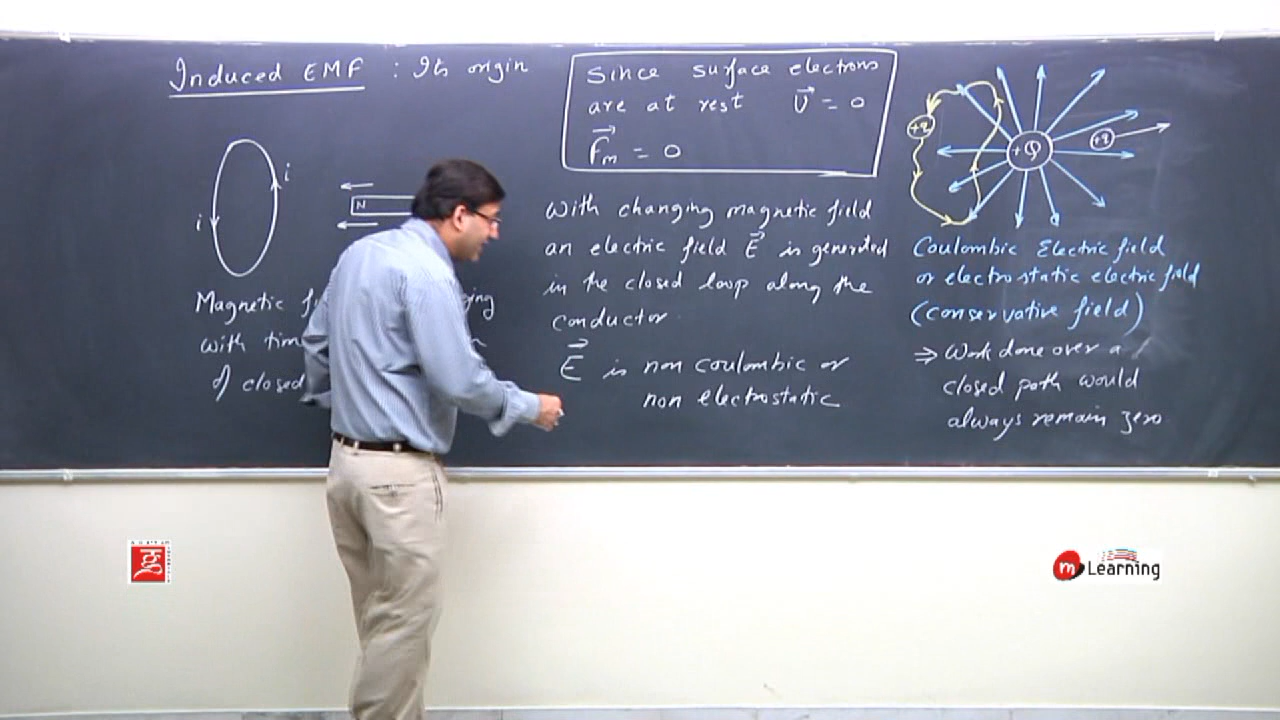 Induced EMF : Its origin
i
i
N
Magnetic
with tim
of closed
Since surface electrons
are at rest v = 0
Fm = 0
With changing magnetic field
an electric field E is generated
in the closed loop along the
conductor
E is non coulombic or
non electrostatic
+q
+Q
+q
Coulombic Electric field
or electrostatic electric field
(conservative field)
⇒ Work done over a
closed path would
always remain zero
ग
m Learning